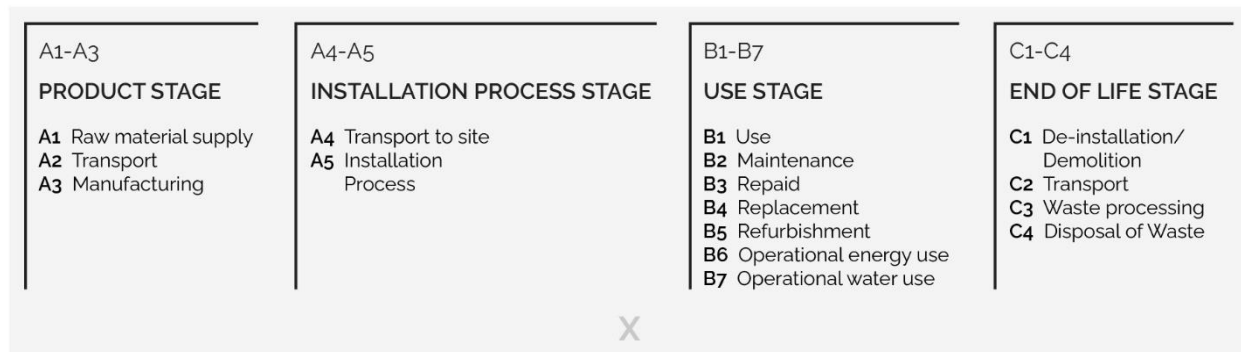 A1-A3
PRODUCT STAGE
A1 Raw material supply
A2 Transport
A3 Manufacturing
A4-A5
INSTALLATION PROCESS STAGE
A4 Transport to site
A5 Installation
Process
B1-B7
USE STAGE
B1 Use
B2 Maintenance
B3 Repaid
B4 Replacement
B5 Refurbishment
B6 Operational energy use
B7 Operational water use
C1-C4
END OF LIFE STAGE
C1 De-installation/
Demolition
C2 Transport
C3 Waste processing
C4 Disposal of Waste
X